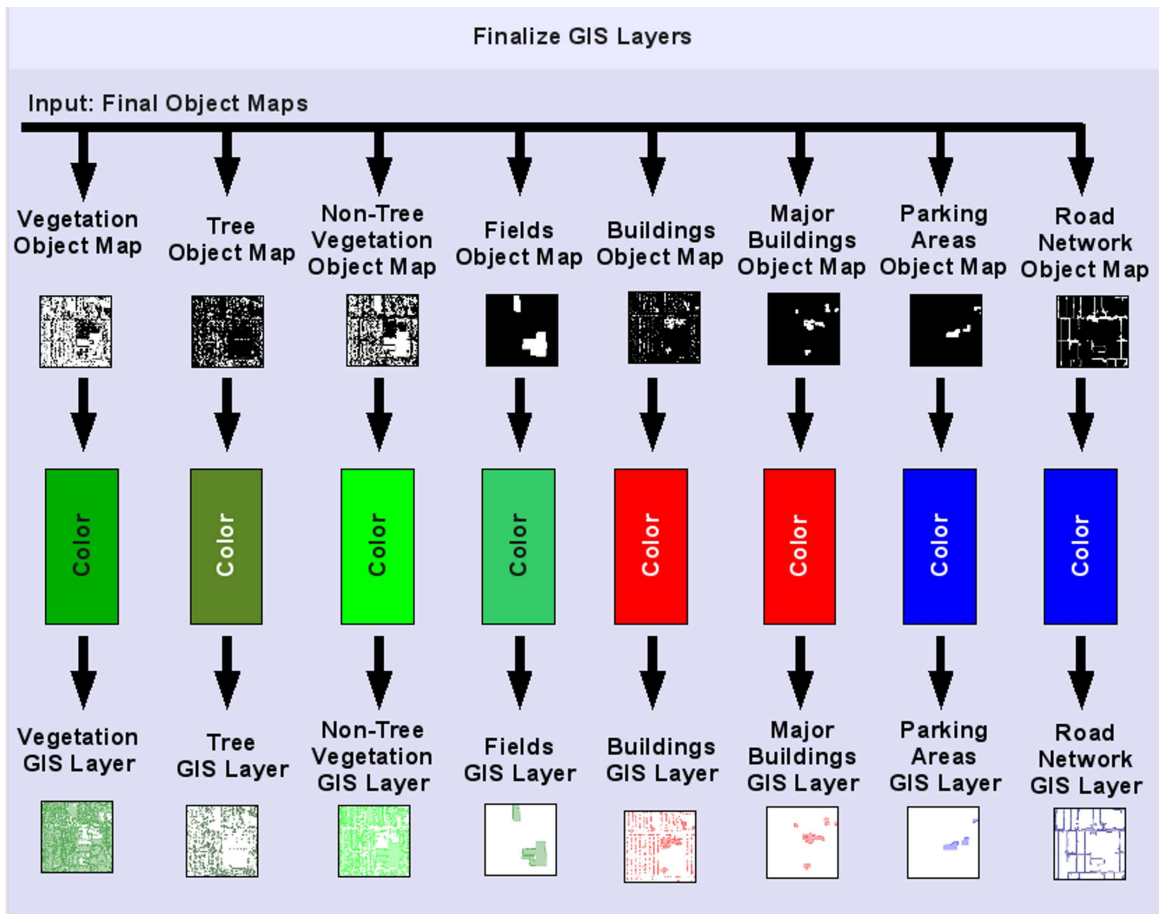 Finalize GIS Layers
Input: Final Object Maps
Vegetation
Object Map
Tree
Object Map
Non-Tree
Vegetation
Object Map
Fields
Object Map
Buildings
Object Map
Major
Buildings
Object Map
Parking
Areas
Object Map
Road
Network
Object Map
Color
Color
Color
Color
Color
Color
Color
Color
Vegetation
GIS Layer
Tree
GIS Layer
Non-Tree
Vegetation
GIS Layer
Fields
GIS Layer
Buildings
GIS Layer
Major
Buildings
GIS Layer
Parking
Areas
GIS Layer
Road
Network
GIS Layer